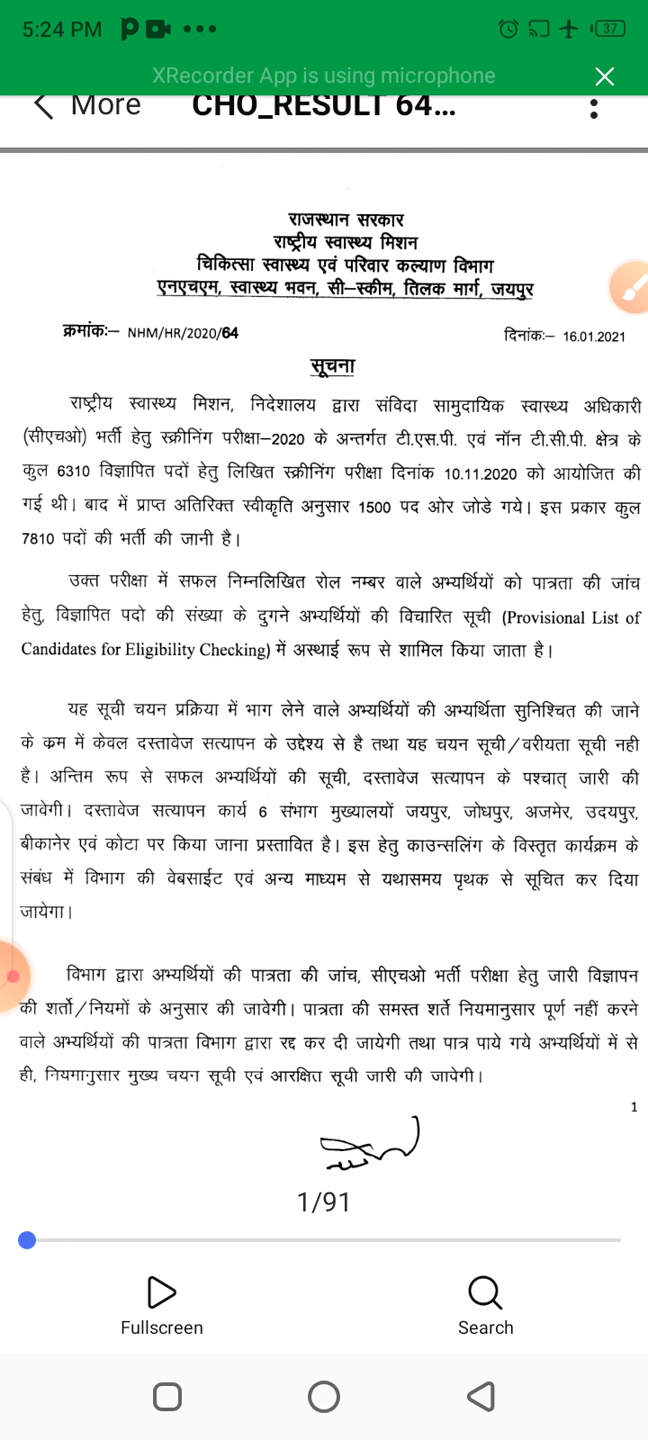 5:24 PM
37
XRecorder App is using microphone
More CHO_RESULT 64...
राजस्थान सरकार
राष्ट्रीय स्वास्थ्य मिशन
चिकित्सा स्वास्थ्य एवं परिवार कल्याण विभाग
एनएचएम, स्वास्थ्य भवन, सी–स्कीम, तिलक मार्ग, जयपुर
क्रमांकः– NHM/HR/2020/64 दिनांकः– 16.01.2021
सूचना
राष्ट्रीय स्वास्थ्य मिशन, निदेशालय द्वारा संविदा सामुदायिक स्वास्थ्य अधिकारी
(सीएचओ) भर्ती हेतु स्क्रीनिंग परीक्षा–2020 के अन्तर्गत टी.एस.पी. एवं नॉन टी.सी.पी. क्षेत्र के
कुल 6310 विज्ञापित पदों हेतु लिखित स्क्रीनिंग परीक्षा दिनांक 10.11.2020 को आयोजित की
गई थी। बाद में प्राप्त अतिरिक्त स्वीकृति अनुसार 1500 पद ओर जोडे गये। इस प्रकार कुल
7810 पदों की भर्ती की जानी है।
उक्त परीक्षा में सफल निम्नलिखित रोल नम्बर वाले अभ्यर्थियों को पात्रता की जांच
हेतु, विज्ञापित पदो की संख्या के दुगने अभ्यर्थियों की विचारित सूची (Provisional List of
Candidates for Eligibility Checking) में अस्थाई रूप से शामिल किया जाता है।
यह सूची चयन प्रक्रिया में भाग लेने वाले अभ्यर्थियों की अभ्यर्थिता सुनिश्चित की जाने
के क्रम में केवल दस्तावेज सत्यापन के उद्देश्य से है तथा यह चयन सूची/वरीयता सूची नही
है। अन्तिम रूप से सफल अभ्यर्थियों की सूची, दस्तावेज सत्यापन के पश्चात् जारी की
जावेगी। दस्तावेज सत्यापन कार्य 6 संभाग मुख्यालयों जयपुर, जोधपुर, अजमेर, उदयपुर,
बीकानेर एवं कोटा पर किया जाना प्रस्तावित है। इस हेतु काउन्सलिंग के विस्तृत कार्यक्रम के
संबंध में विभाग की वेबसाईट एवं अन्य माध्यम से यथासमय पृथक से सूचित कर दिया
जायेगा।
विभाग द्वारा अभ्यर्थियों की पात्रता की जांच, सीएचओ भर्ती परीक्षा हेतु जारी विज्ञापन
की शर्तो/नियमों के अनुसार की जावेगी। पात्रता की समस्त शर्ते नियमानुसार पूर्ण नहीं करने
वाले अभ्यर्थियों की पात्रता विभाग द्वारा रद्द कर दी जायेगी तथा पात्र पाये गये अभ्यर्थियों में से
ही, नियमानुसार मुख्य चयन सूची एवं आरक्षित सूची जारी की जावेगी।
1
1/91
Fullscreen Search